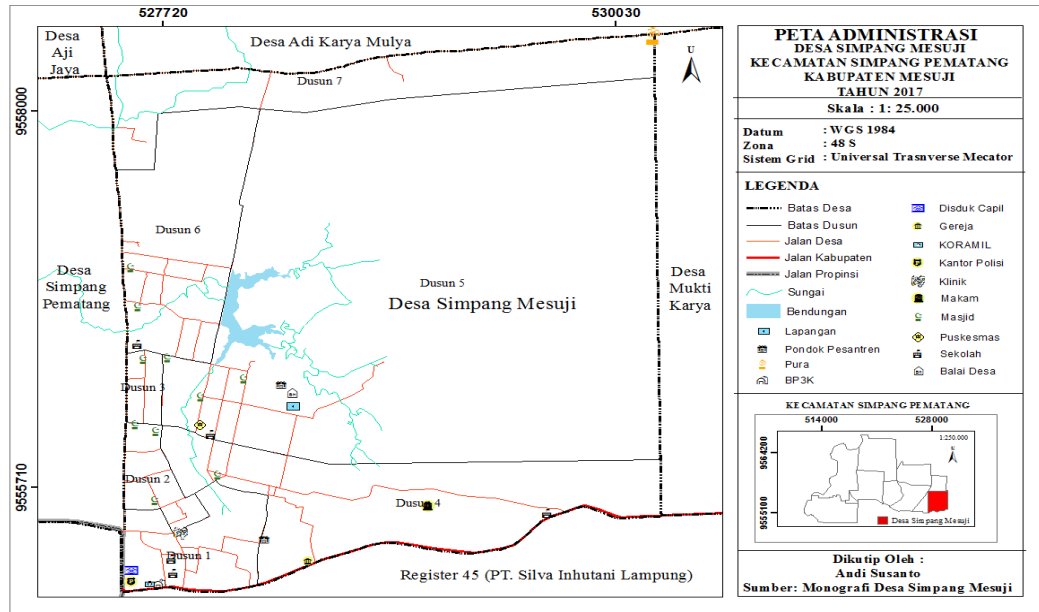 527720
530030
Desa
Aji
Jaya
Desa Adi Karya Mulya
Dusun 7
9558000
Dusun 6
Desa
Simpang
Pematang
Dusun 5
Desa Simpang Mesuji
Desa
Mukti
Karya
Dusun 3
Dusun 2
9555710
Dusun 4
Dusun 1
Register 45 (PT. Silva Inhutani Lampung)
PETA ADMINISTRASI
DESA SIMPANG MESUJI
KECAMATAN SIMPANG PEMATANG
KABUPATEN MESUJI
TAHUN 2017
U
Skala : 1: 25.000
Datum : WGS 1984
Zona : 48 S
Sistem Grid : Universal Trasnverse Mecator
LEGENDA
Batas Desa
Batas Dusun
Jalan Desa
Jalan Kabupaten
Jalan Propinsi
Sungai
Bendungan
Lapangan
Pondok Pesantren
Pura
BP3K
Disduk Capil
Gereja
KORAMIL
Kantor Polisi
Klinik
Makam
Masjid
Puskesmas
Sekolah
Balai Desa
KECAMATAN SIMPANG PEMATANG
514000
528000
1:250.000
U
9564200
9555100
Desa Simpang Mesuji
Dikutip Oleh :
Andi Susanto
Sumber: Monografi Desa Simpang Mesuji